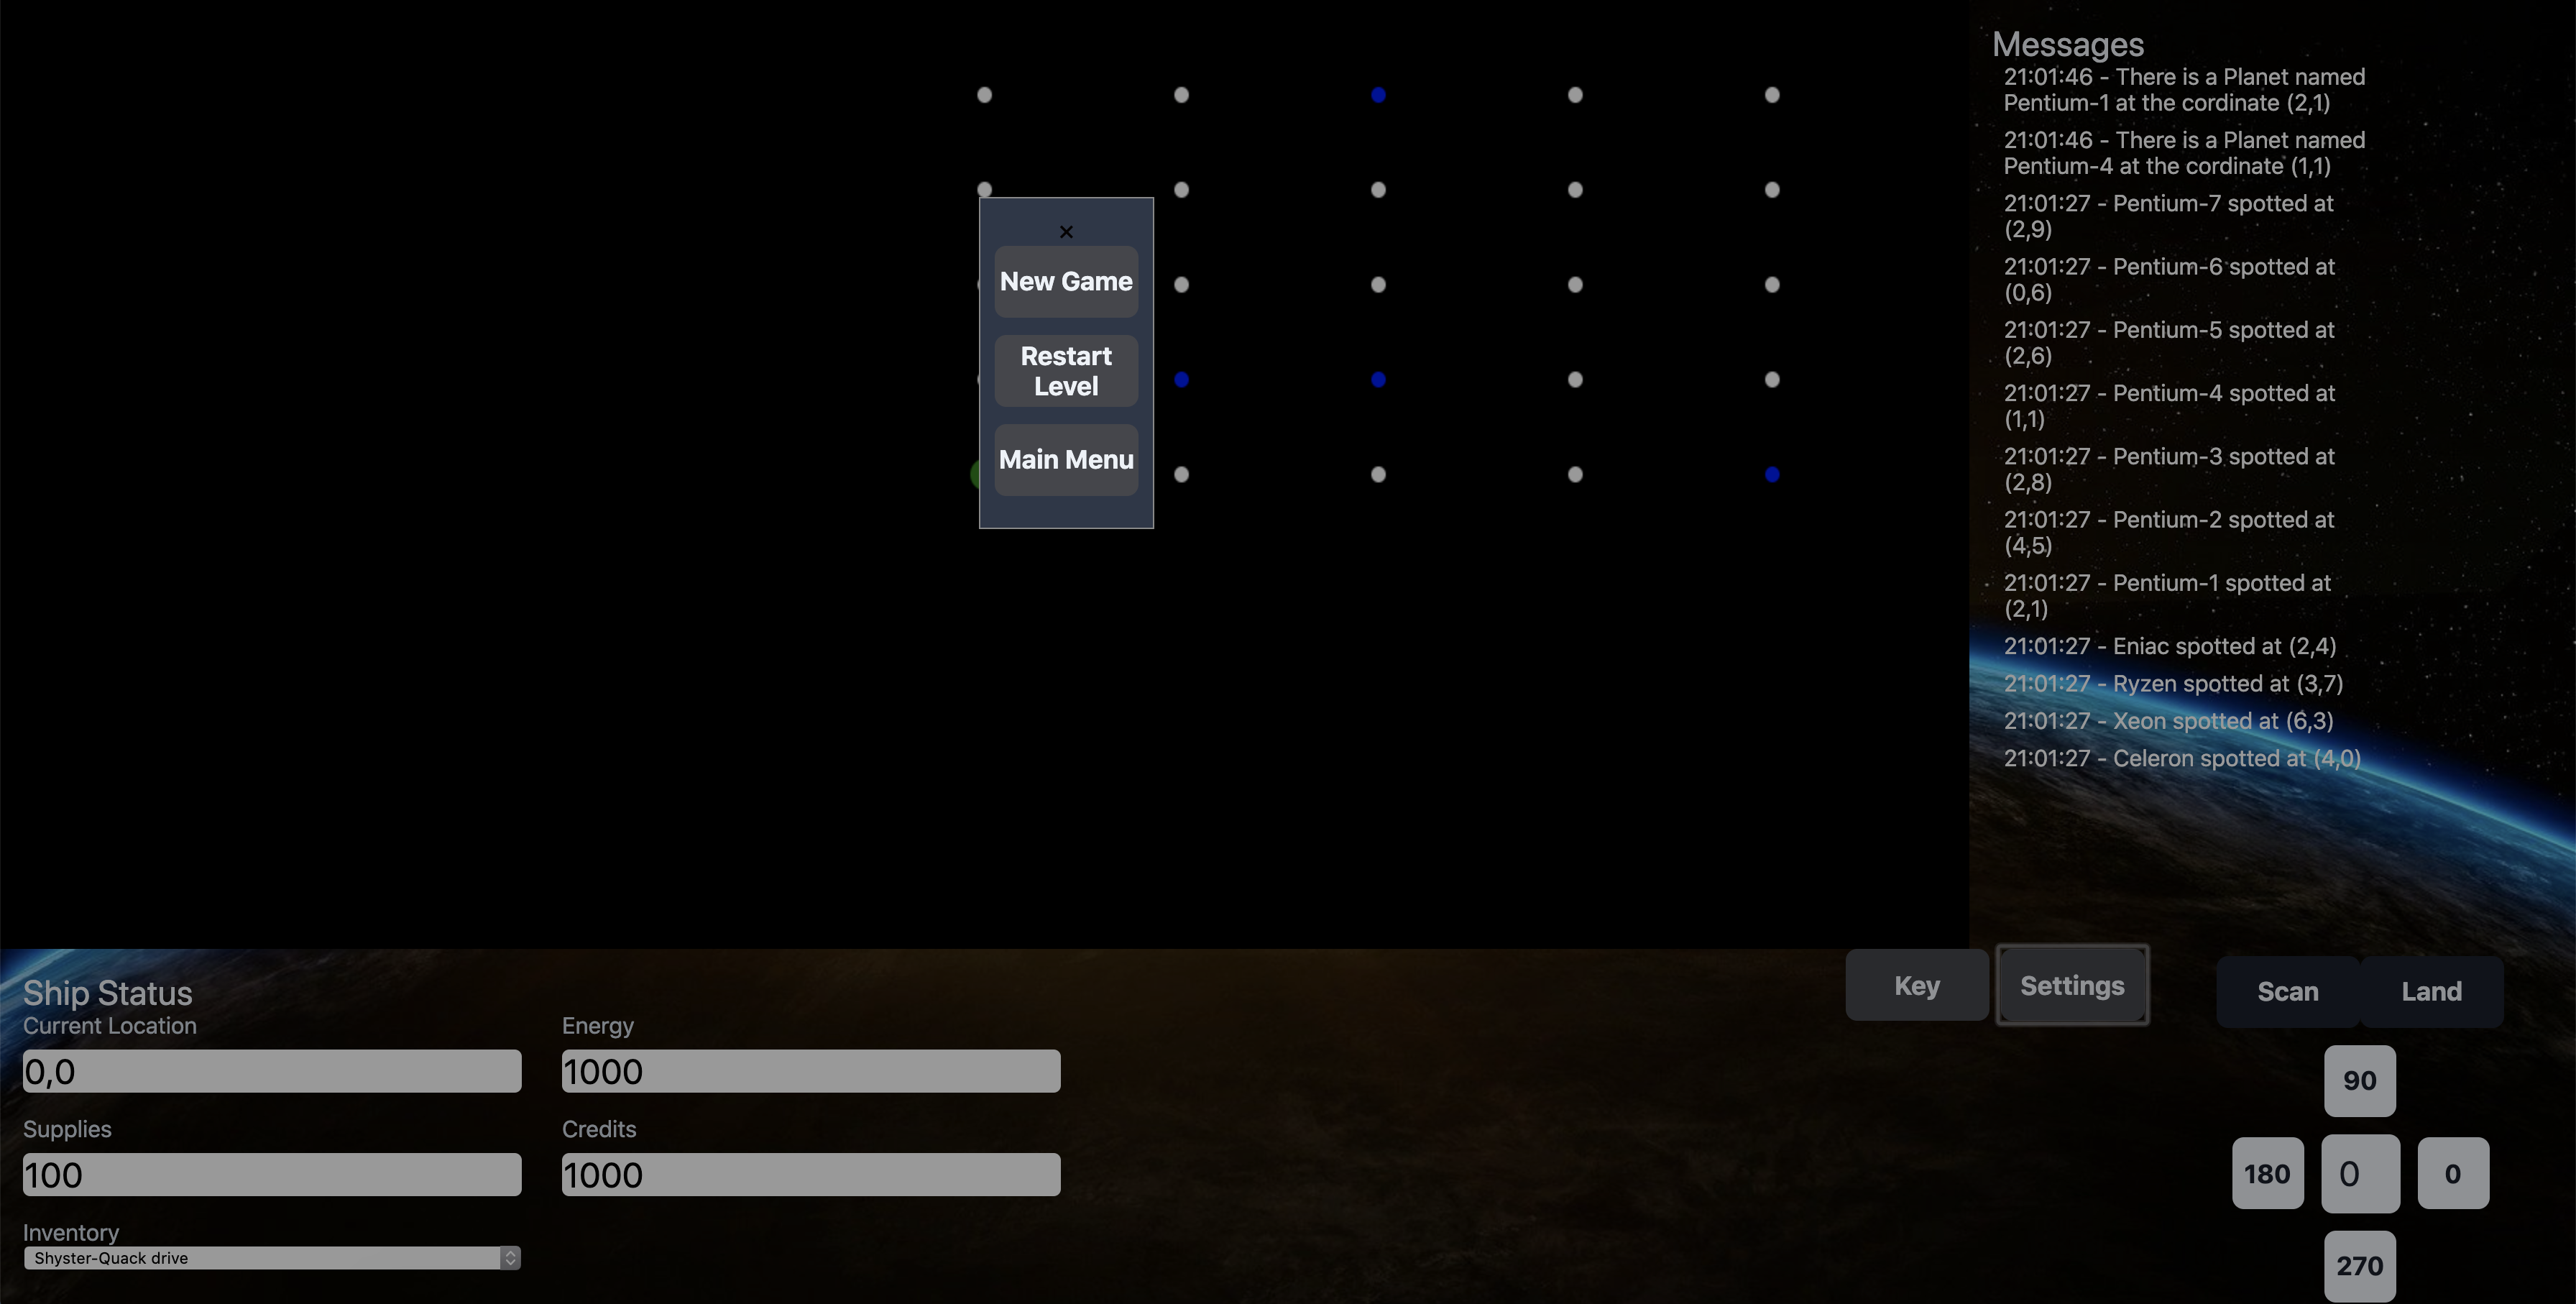 Messages
21:01:46 - There is a Planet named
Pentium-1 at the cordinate (2,1)
21:01:46 - There is a Planet named
Pentium-4 at the cordinate (1,1)
21:01:27 - Pentium-7 spotted at
(2,9)
21:01:27 - Pentium-6 spotted at
(0,6)
21:01:27 - Pentium-5 spotted at
(2,6)
21:01:27 - Pentium-4 spotted at
(1,1)
21:01:27 - Pentium-3 spotted at
(2,8)
21:01:27 - Pentium-2 spotted at
(4,5)
21:01:27 - Pentium-1 spotted at
(2,1)
21:01:27 - Eniac spotted at (2,4)
21:01:27 - Ryzen spotted at (3,7)
21:01:27 - Xeon spotted at (6,3)
21:01:27 - Celeron spotted at (4,0)
×
New Game
Restart
Level
Main Menu
Ship Status
Current Location
0,0
Energy
1000
Supplies
100
Credits
1000
Inventory
Shyster-Quack drive
Key
Settings
Scan
Land
90
180
0
0
270